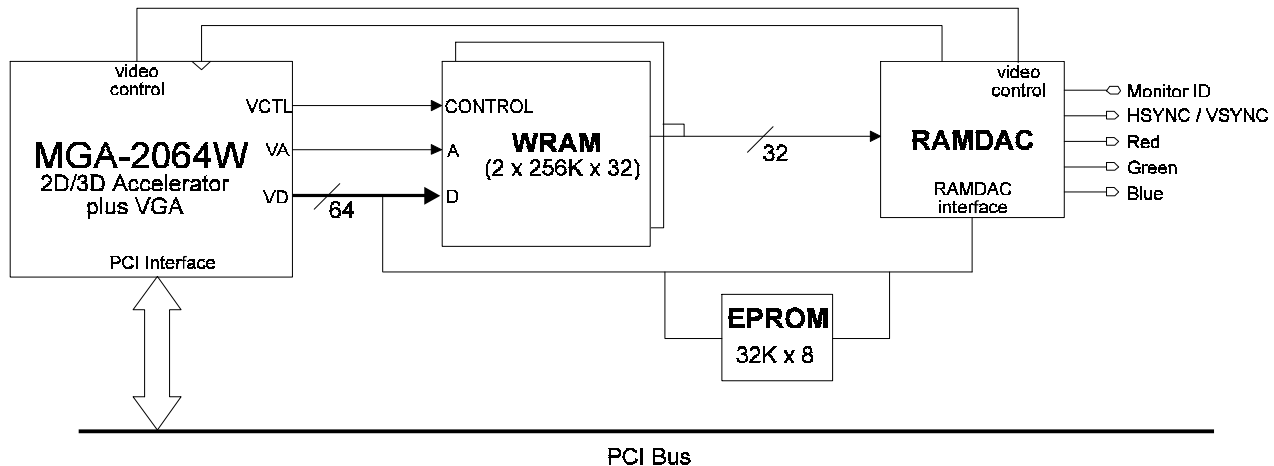 video
control
MGA-2064W
2D/3D Accelerator
plus VGA
PCI Interface
VCTL
VA
VD
64
CONTROL
A
D
WRAM
(2 x 256K x 32)
32
video
control
RAMDAC
RAMDAC
interface
Monitor ID
HSYNC / VSYNC
Red
Green
Blue
EPROM
32K x 8
PCI Bus